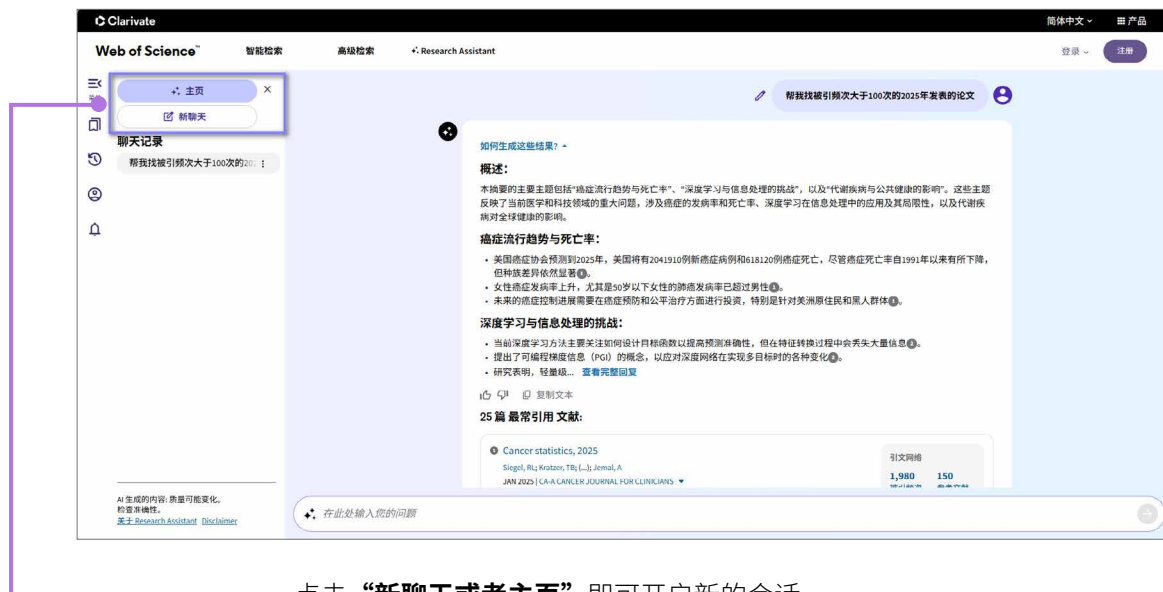 Clarivate
简体中文
产品
Web of Science™
智能检索
高级检索
Research Assistant
登录
注册
主页
新聊天
聊天记录
帮我找被引频次大于100次的20...
帮我找被引频次大于100次的2025年发表的论文
如何生成这些结果?
概述：
本摘要的主要主题包括“癌症流行趋势与死亡率”、“深度学习与信息处理的挑战”，以及“代谢疾病与公共健康的影响”。这些主题
反映了当前医学和科技领域的重大问题，涉及癌症的发病率和死亡率、深度学习在信息处理中的应用及其局限性，以及代谢疾
病对全球健康的影响。
癌症流行趋势与死亡率：
• 美国癌症协会预测到2025年，美国将有2041910例新癌症病例和618120例癌症死亡，尽管癌症死亡率自1991年以来有所下降，
但种族差异依然显著1。
• 女性癌症发病率上升，尤其是50岁以下女性的肺癌发病率已超过男性1。
• 未来的癌症控制进展需要在癌症预防和公平治疗方面进行投资，特别是针对美洲原住民和黑人群体1。
深度学习与信息处理的挑战：
• 当前深度学习方法主要关注如何设计目标函数以提高预测准确性，但在特征转换过程中会丢失大量信息2。
• 提出了可编程梯度信息（PGI）的概念，以应对深度网络在实现多目标时的各种变化2。
• 研究表明，轻量级... 查看完整回复
复制文本
25 篇 最常引用 文献:
1 Cancer statistics, 2025
Siegel, RL; Kratzer, TB; (...); Jemal, A
JAN 2025 | CA-A CANCER JOURNAL FOR CLINICIANS
引文网络
1,980 150
AI 生成的内容: 质量可能变化。
检查准确性。
关于 Research Assistant Disclaimer
在此处输入您的问题
点击“新聊天或者主页”即可开启新的会话